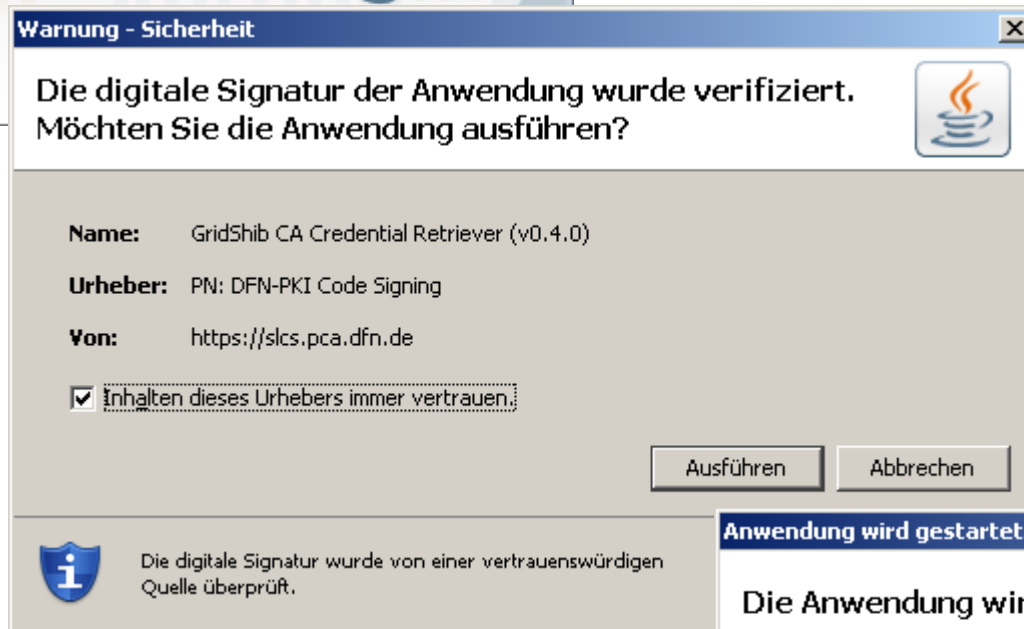 Warnung - Sicherheit
Die digitale Signatur der Anwendung wurde verifiziert.
Möchten Sie die Anwendung ausführen?
Name: GridShib CA Credential Retriever (v0.4.0)
Urheber: PN: DFN-PKI Code Signing
Von: https://slcs.pca.dfn.de
Inhalten dieses Urhebers immer vertrauen.
Ausführen Abbrechen
Die digitale Signatur wurde von einer vertrauenswürdigen
Quelle überprüft.
Anwendung wird gestartet
Die Anwendung